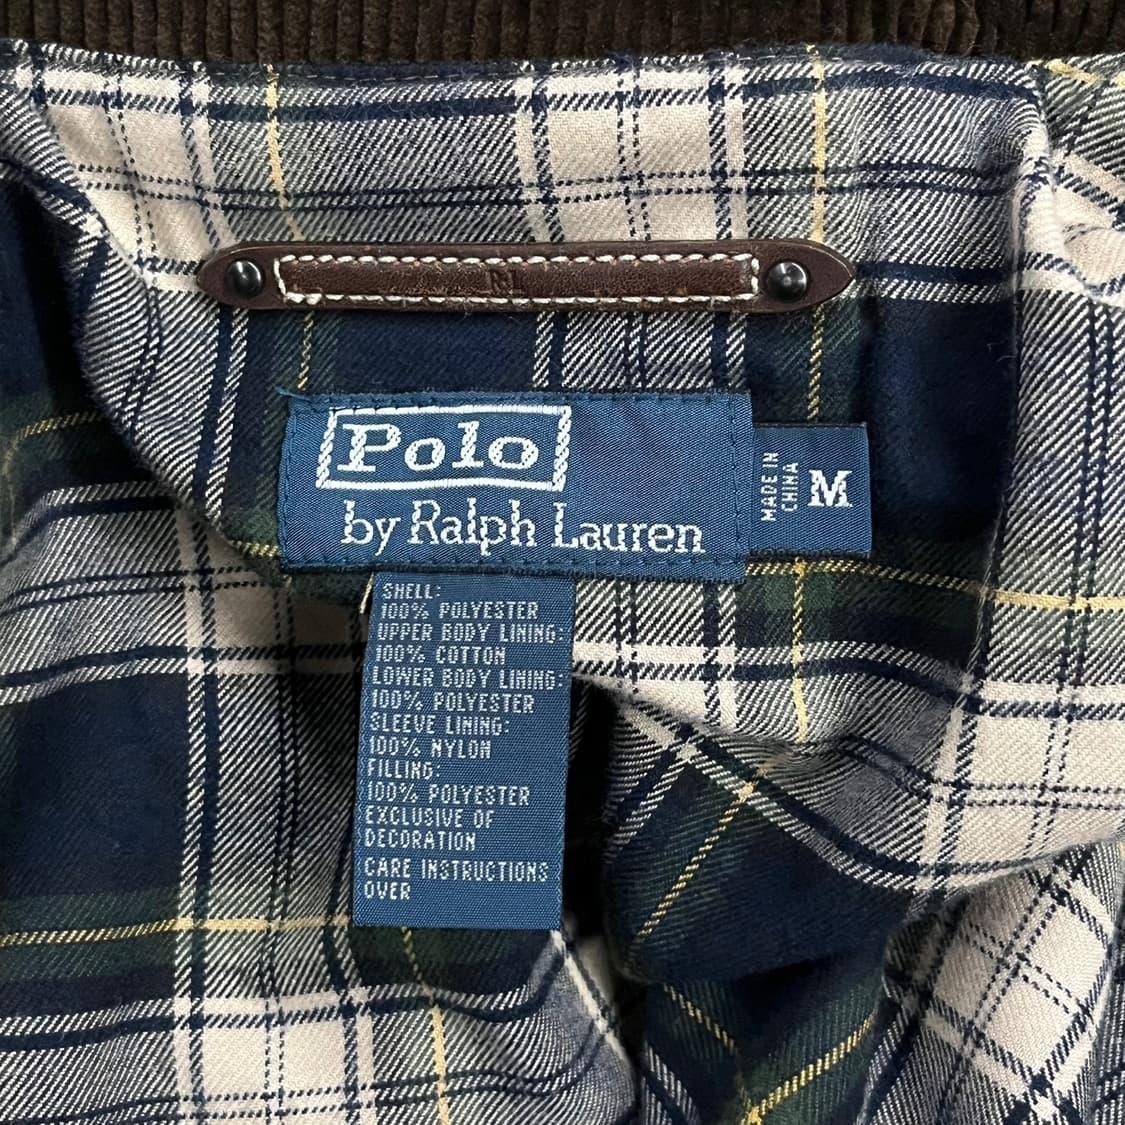 RL
Polo
by Ralph Lauren
MADE IN
CHINA
M
SHELL:
100% POLYESTER
UPPER BODY LINING:
100% COTTON
LOWER BODY LINING:
100% POLYESTER
SLEEVE LINING:
100% NYLON
FILLING:
100% POLYESTER
EXCLUSIVE OF
DECORATION
CARE INSTRUCTIONS
OVER